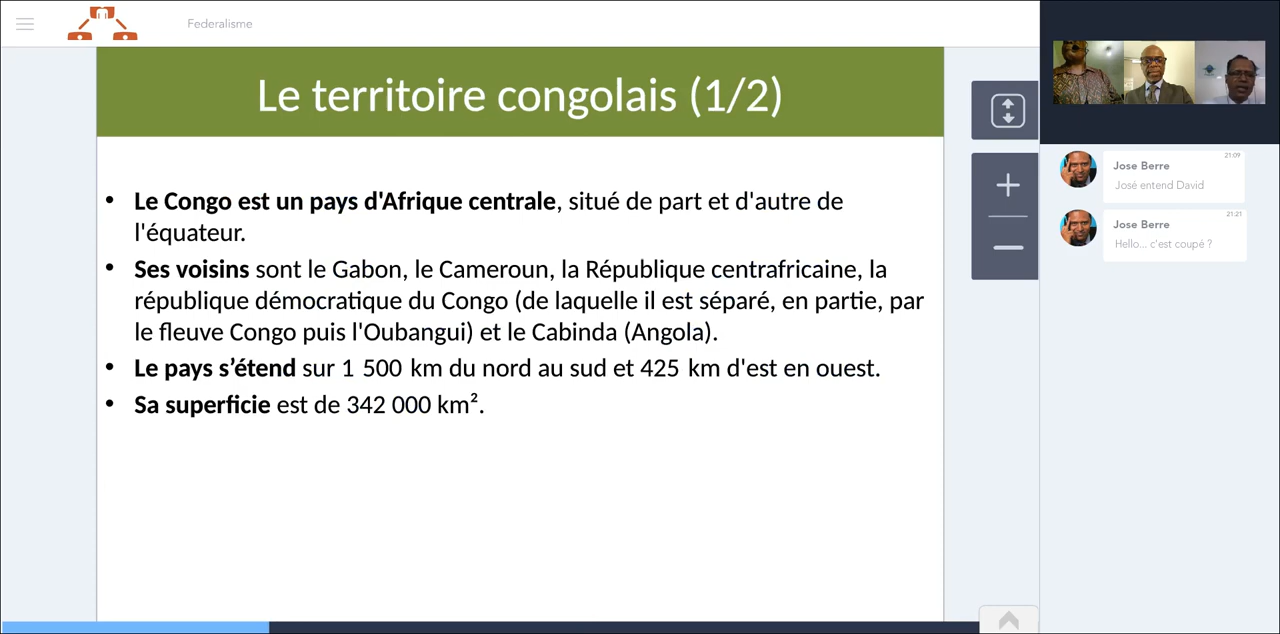 Federalisme
Le territoire congolais (1/2)
• Le Congo est un pays d'Afrique centrale, situé de part et d'autre de
l'équateur.
• Ses voisins sont le Gabon, le Cameroun, la République centrafricaine, la
république démocratique du Congo (de laquelle il est séparé, en partie, par
le fleuve Congo puis l'Oubangui) et le Cabinda (Angola).
• Le pays s’étend sur 1 500 km du nord au sud et 425 km d'est en ouest.
• Sa superficie est de 342 000 km².
21:09
Jose Berre
José entend David
21:21
Jose Berre
Hello... c'est coupé ?